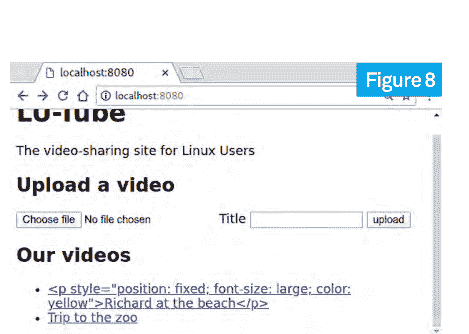 Figure 8
localhost:8080
localhost:8080
LU-Tube
The video-sharing site for Linux Users
Upload a video
Choose file No file chosen Title upload
Our videos
<p style="position: fixed; font-size: large; color:
yellow">Richard at the beach</p>
Trip to the zoo